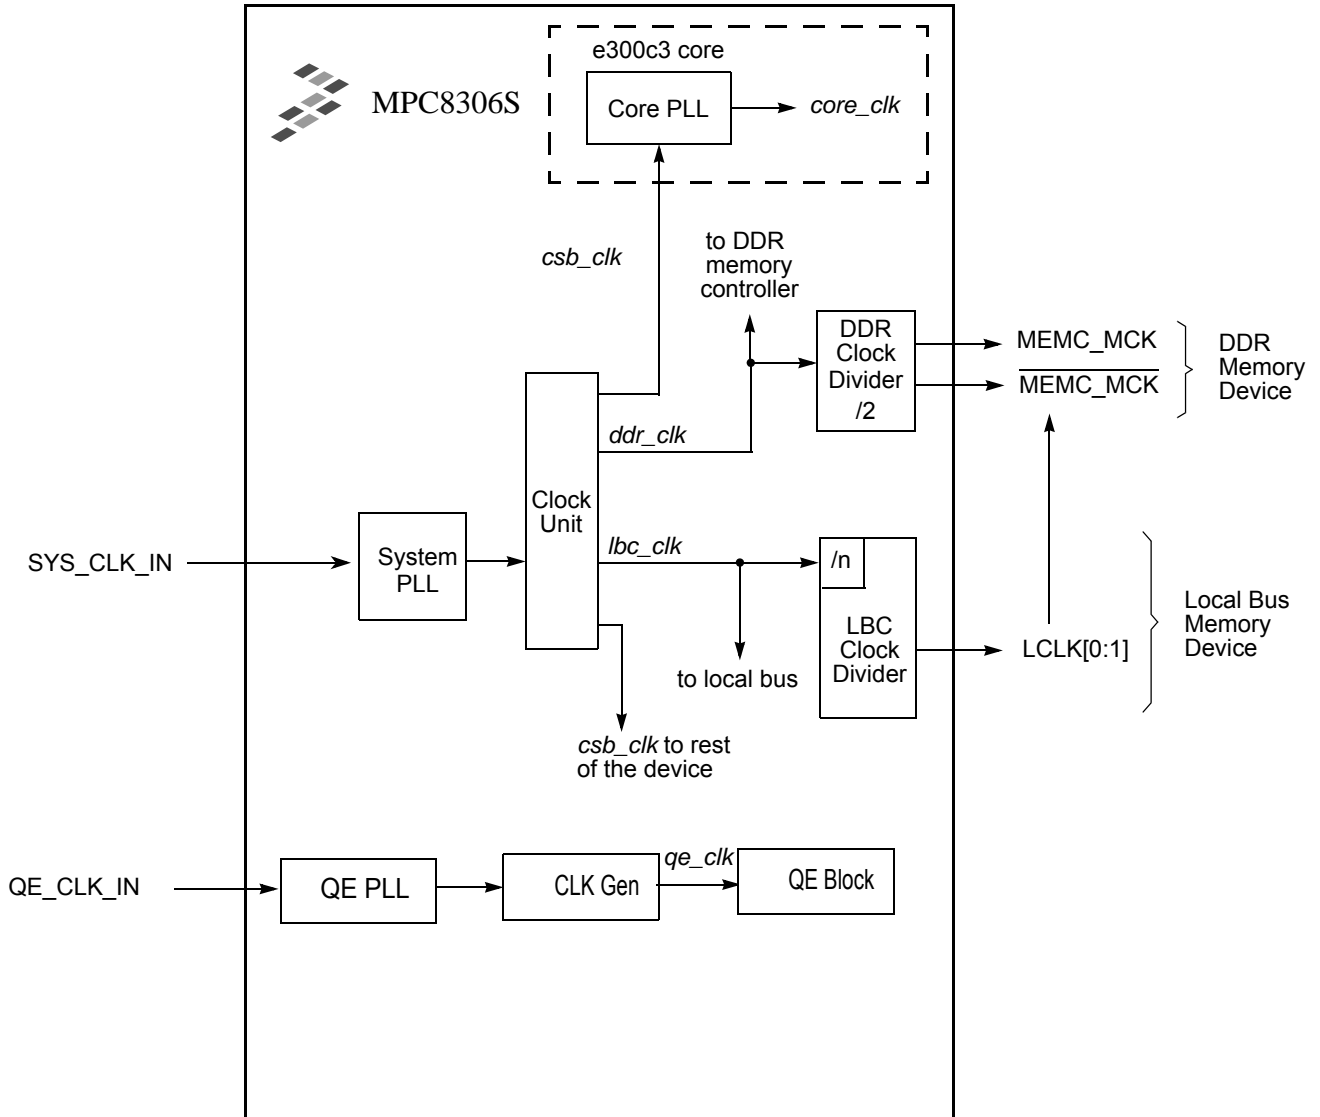 e300c3 core
MPC8306S
Core PLL
core_clk
csb_clk
to DDR
memory
controller
DDR
Clock
Divider
/2
MEMC_MCK
MEMC_MCK
DDR
Memory
Device
ddr_clk
Clock
Unit
SYS_CLK_IN
System
PLL
lbc_clk
/n
LBC
Clock
Divider
LCLK[0:1]
Local Bus
Memory
Device
to local bus
csb_clk to rest
of the device
QE_CLK_IN
QE PLL
CLK Gen
qe_clk
QE Block